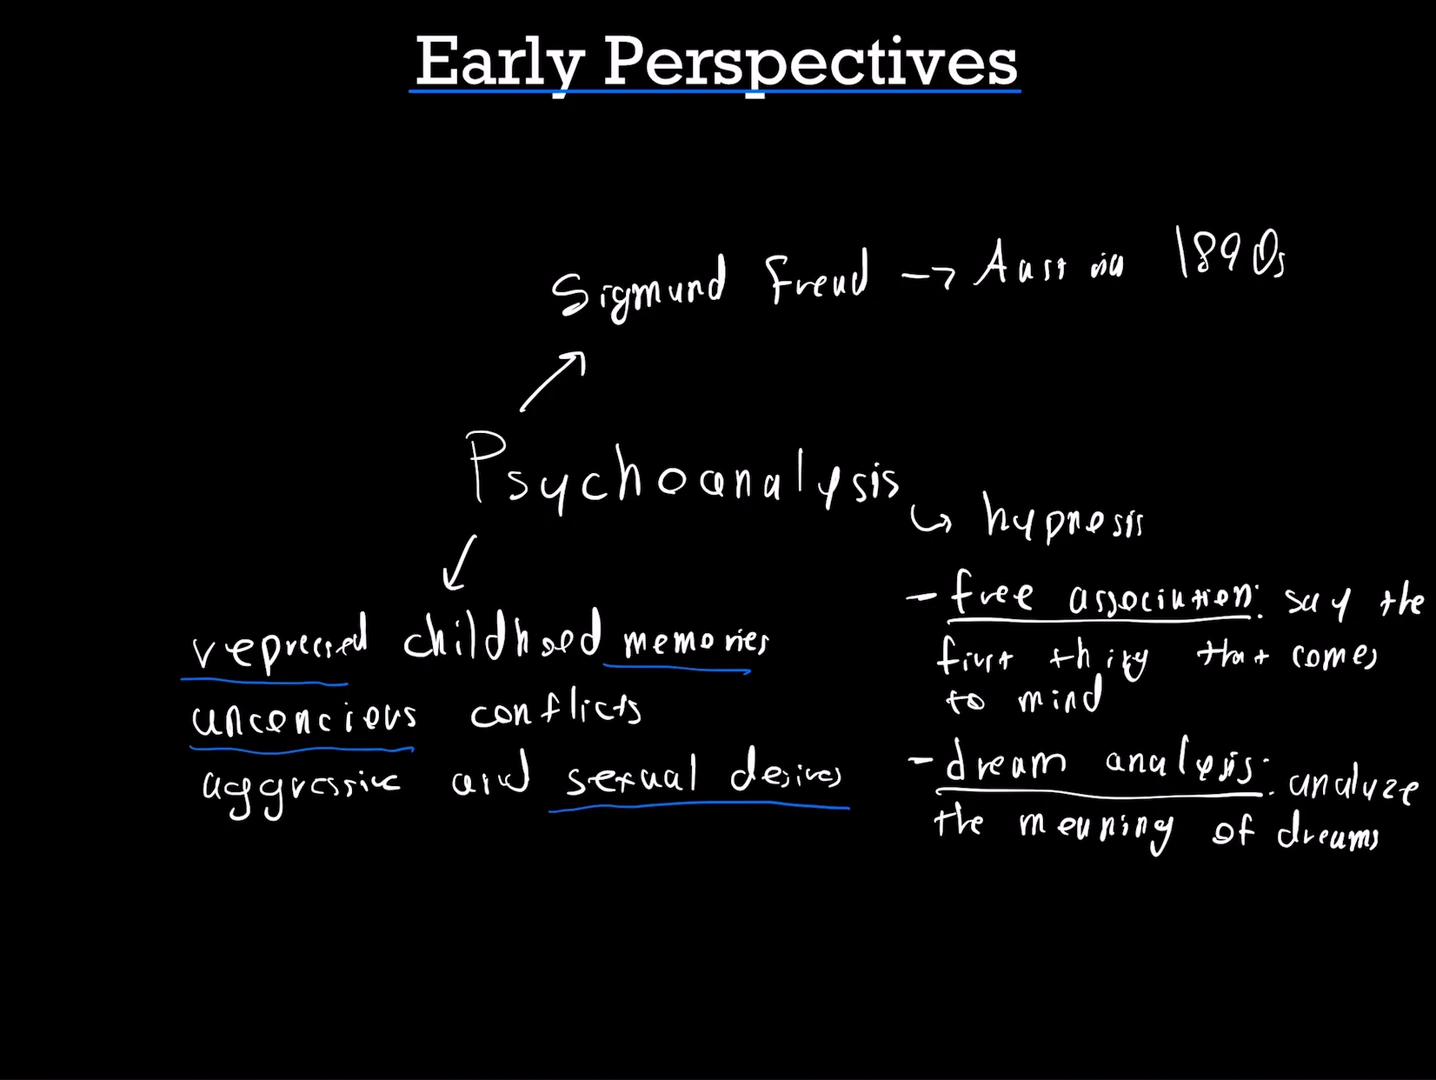 Early Perspectives
Sigmund Freud → Austria 1890s
Psychoanalysis
hypnosis
repressed childhood memories
unconcious conflicts
aggressive and sexual desires
- free association: say the
first thing that comes
to mind
- dream analysis: analyze
the meaning of dreams